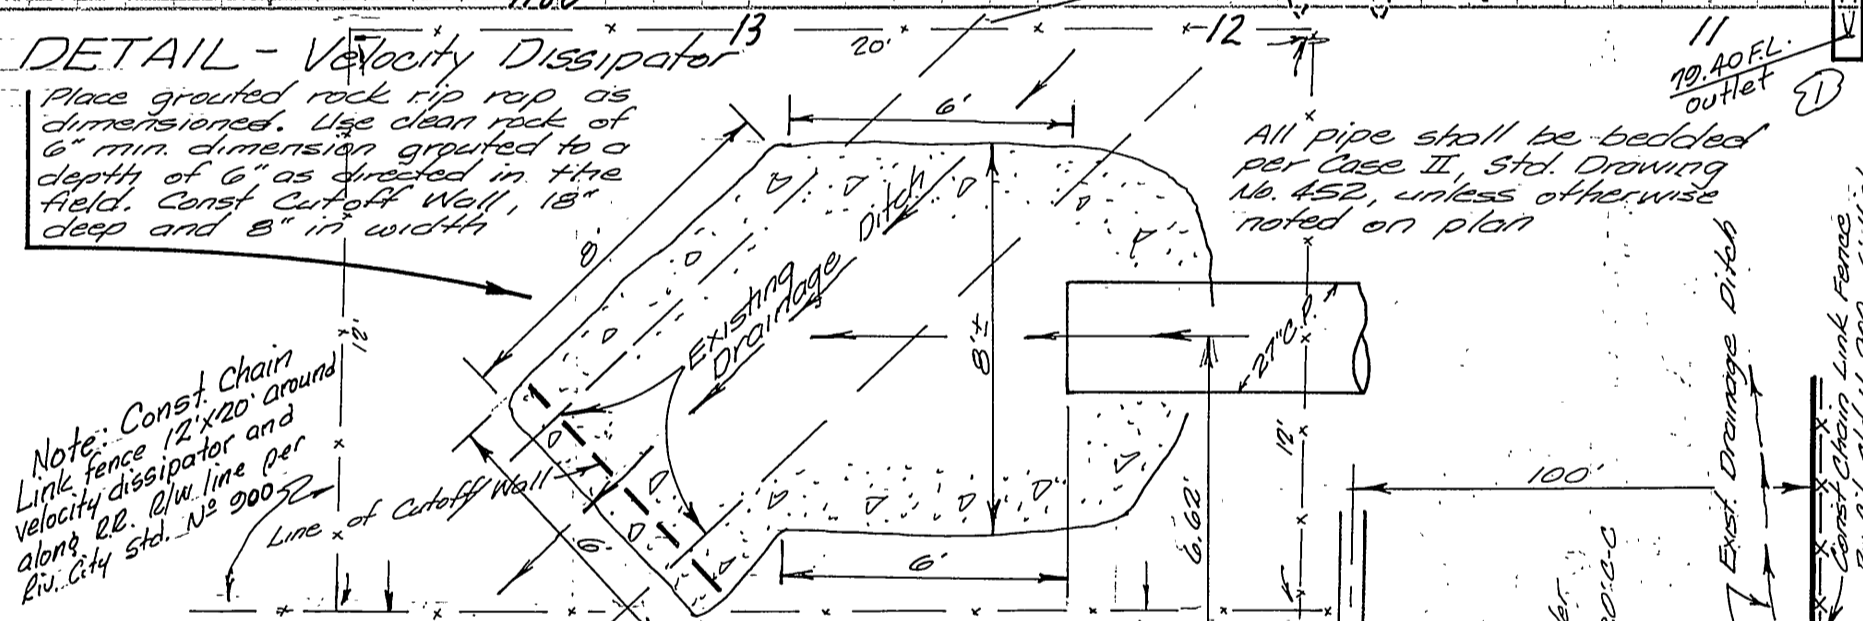 13
20'
12
11
DETAIL - Velocity Dissipator
Place grouted rock rip rap as
dimensioned. Use clean rock of
6" min. dimension grouted to a
depth of 6" as directed in the
field. Const Cutoff Wall, 18"
deep and 8" in width
79.40 F.L.
outlet
1
All pipe shall be bedded
per Case II, Std. Drawing
No. 452, unless otherwise
noted on plan
6'
8'
Existing
Drainage
Ditch
8'±
27" C.P.
12'
Note: Const. Chain
Link fence 12'x20' around
velocity dissipator and
along R.R. R/W line per
Riv. City Std. Nº 900
Line of Cutoff Wall
6'
6'
6.62'
12'
100'
Exist. Drainage Ditch
Const Chain Link Fence